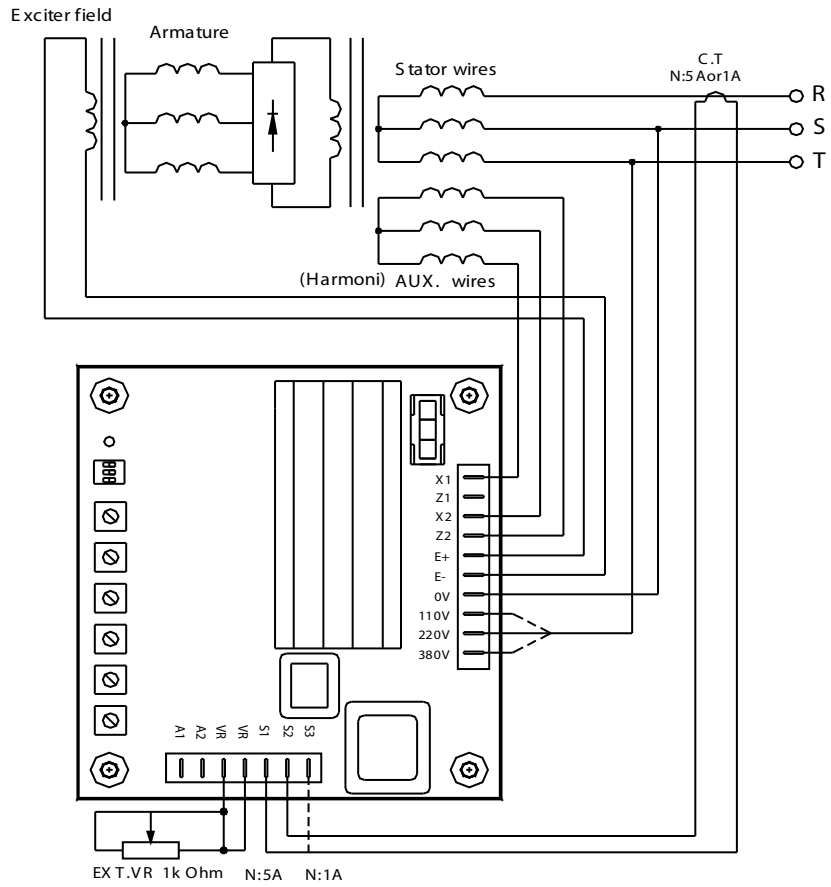 Exciter field
Armature
Stator wires
C.T
N:5Aor1A
R
S
T
(Harmoni) AUX. wires
X1
Z1
X2
Z2
E+
E-
0V
110V
220V
380V
A1
A2
VR
VR
S1
S2
S3
EXT.VR 1k Ohm
N:5A
N:1A